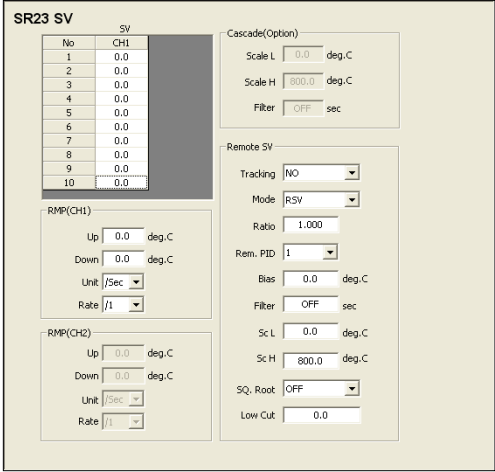 SR23 SV
SV
No CH1
1 0.0
2 0.0
3 0.0
4 0.0
5 0.0
6 0.0
7 0.0
8 0.0
9 0.0
10 0.0
RMP(CH1)
Up 0.0 deg.C
Down 0.0 deg.C
Unit /Sec
Rate /1
RMP(CH2)
Up 0.0 deg.C
Down 0.0 deg.C
Unit /Sec
Rate /1
Cascade(Option)
Scale L 0.0 deg.C
Scale H 800.0 deg.C
Filter OFF sec
Remote SV
Tracking NO
Mode RSV
Ratio 1.000
Rem. PID 1
Bias 0.0 deg.C
Filter OFF sec
Sc L 0.0 deg.C
Sc H 800.0 deg.C
SQ. Root OFF
Low Cut 0.0